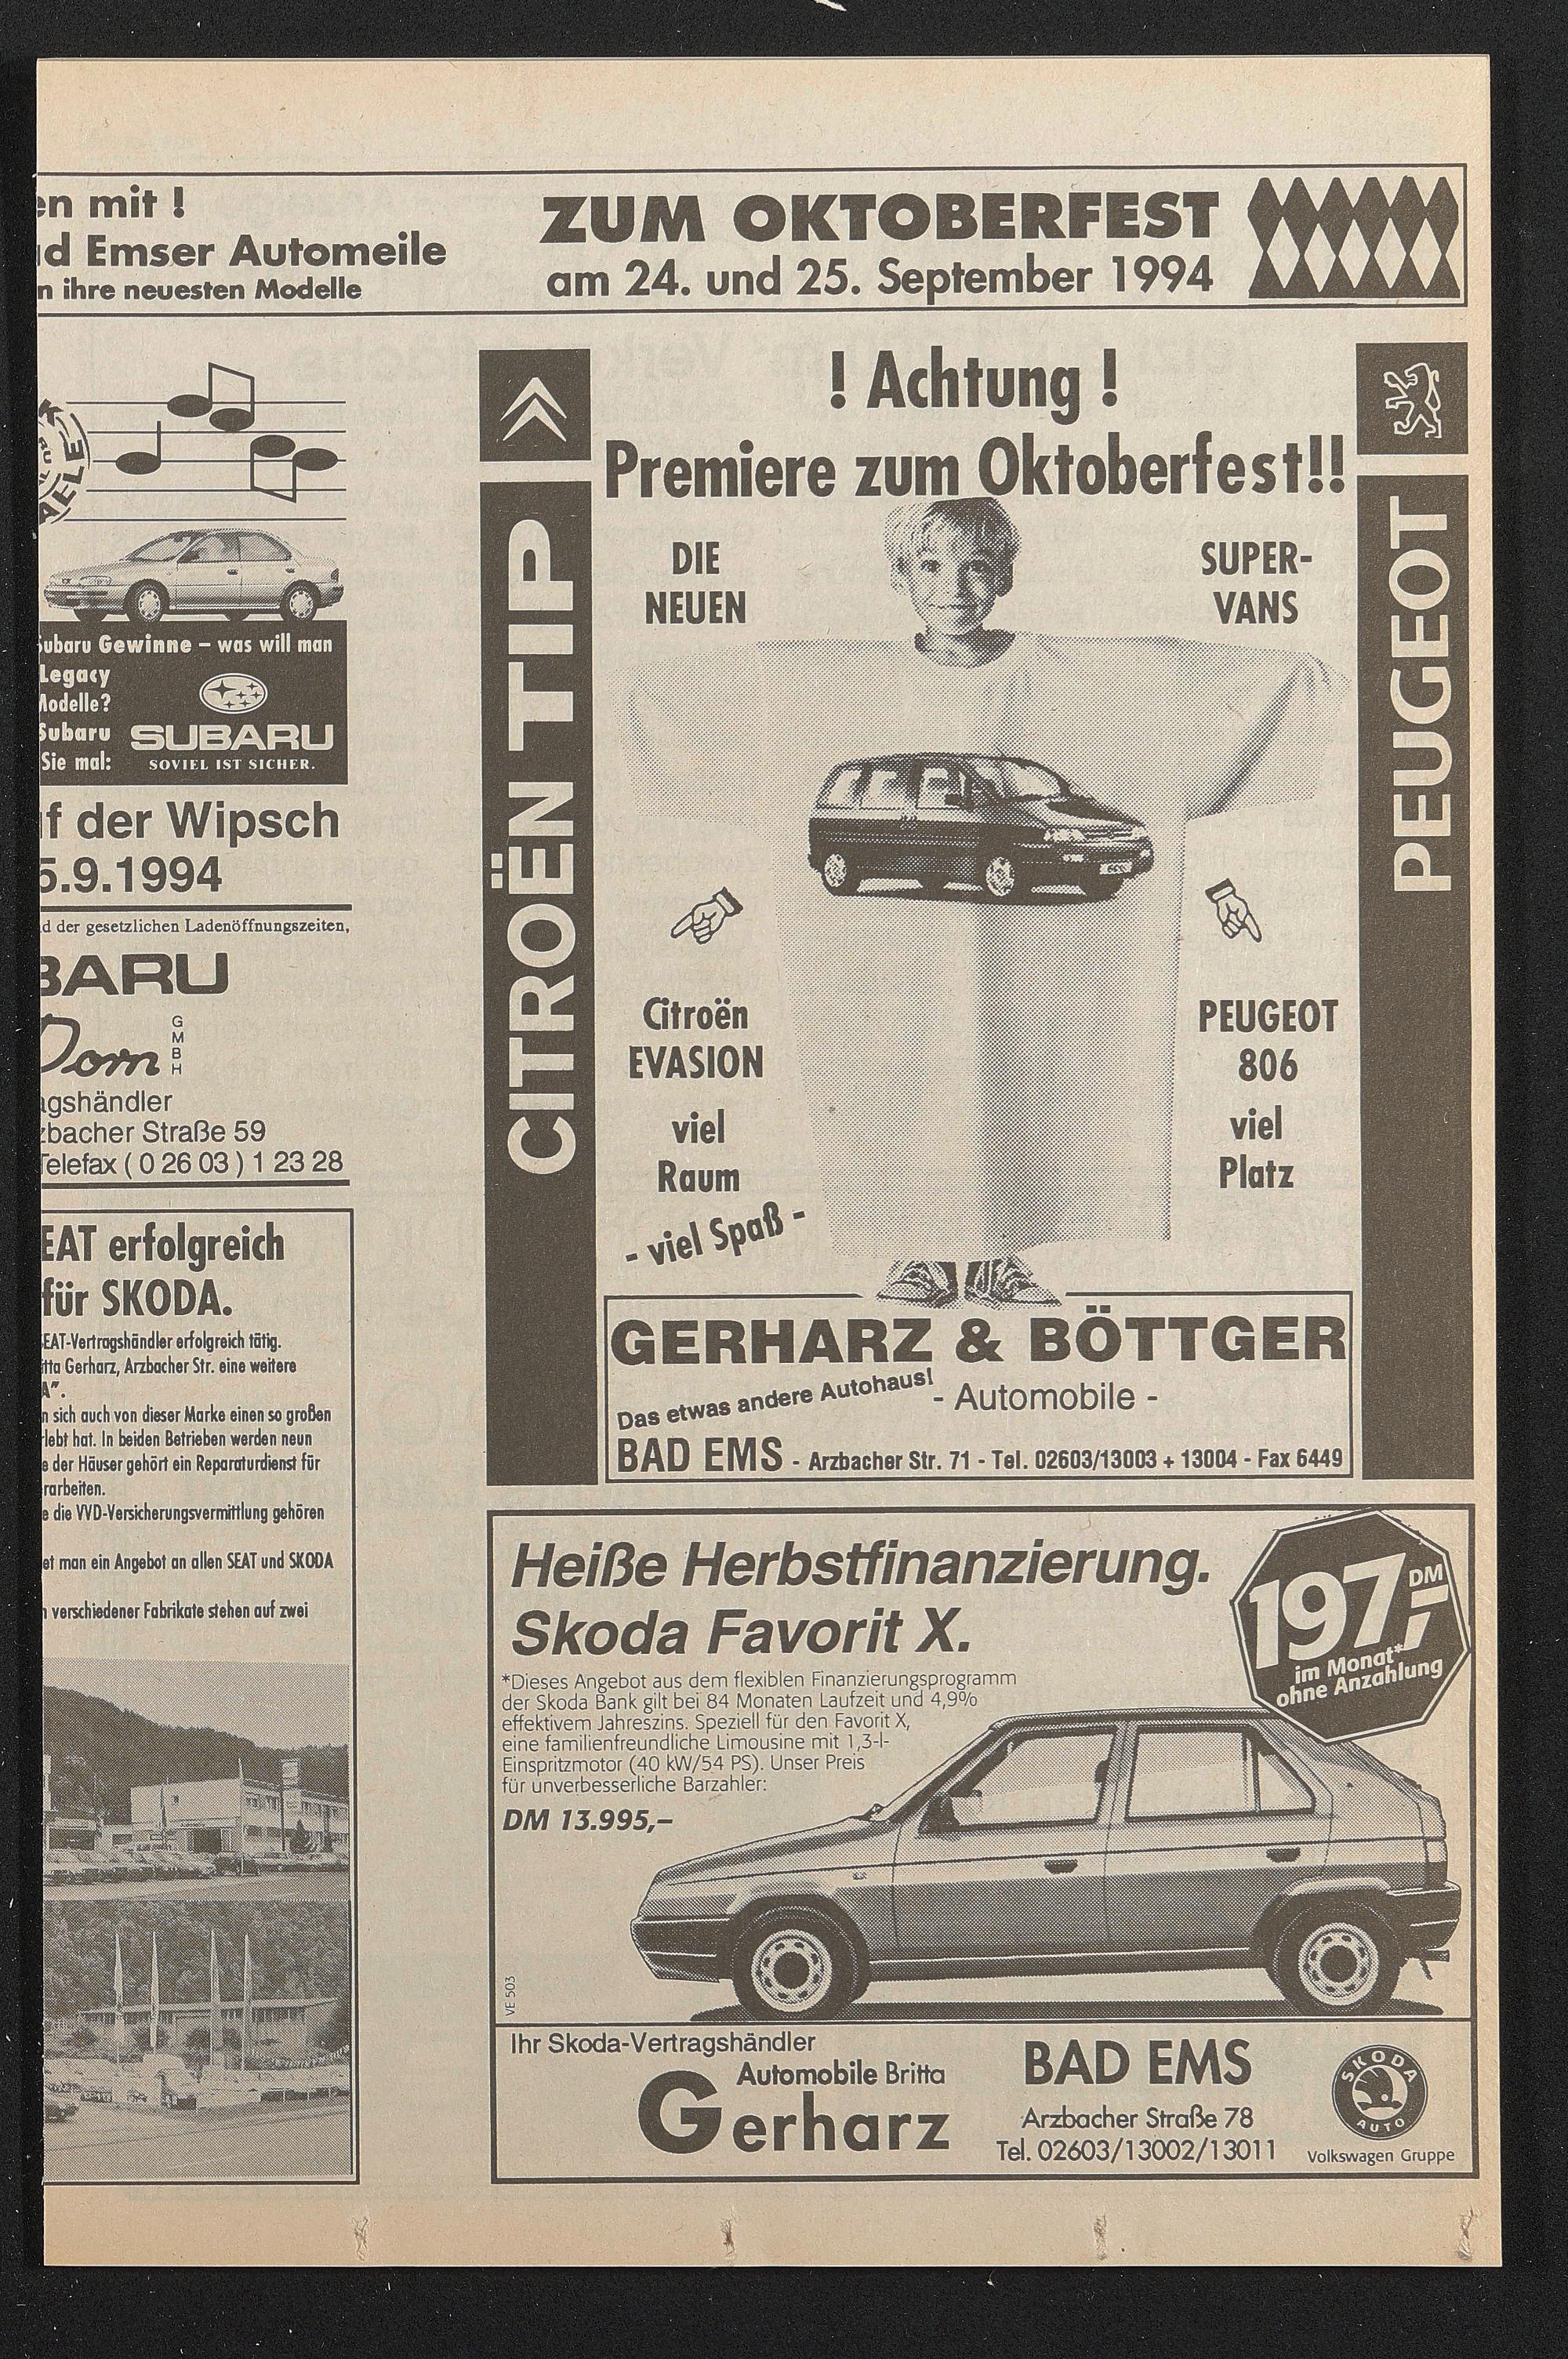 en mit !
ad Emser Automeile
n ihre neuesten Modelle
ZUM OKTOBERFEST
am 24. und 25. September 1994
Subaru Gewinne – was will man
Legacy
Modelle?
Subaru
Sie mal:
SUBARU
SOVIEL IST SICHER.
f der Wipsch
5.9.1994
d der gesetzlichen Ladenöffnungszeiten,
BARU
Dorn GMBH
agshändler
zbacher Straße 59
Telefax ( 0 26 03 ) 1 23 28
EAT erfolgreich
für SKODA.
EAT-Vertragshändler erfolgreich tätig.
itta Gerharz, Arzbacher Str. eine weitere
A”.
n sich auch von dieser Marke einen so großen
lebt hat. In beiden Betrieben werden neun
e der Häuser gehört ein Reparaturdienst für
rarbeiten.
e die VVD-Versicherungsvermittlung gehören
et man ein Angebot an allen SEAT und SKODA
n verschiedener Fabrikate stehen auf zwei
CITROËN TIP
! Achtung !
Premiere zum Oktoberfest!!
DIE
NEUEN
SUPER-
VANS
Citroën
EVASION
viel
Raum
- viel Spaß -
PEUGEOT
806
viel
Platz
PEUGEOT
GERHARZ & BÖTTGER
Das etwas andere Autohaus!
- Automobile -
BAD EMS - Arzbacher Str. 71 - Tel. 02603/13003 + 13004 - Fax 6449
Heiße Herbstfinanzierung.
Skoda Favorit X.
197,- DM
im Monat*
ohne Anzahlung
*Dieses Angebot aus dem flexiblen Finanzierungsprogramm
der Skoda Bank gilt bei 84 Monaten Laufzeit und 4,9%
effektivem Jahreszins. Speziell für den Favorit X,
eine familienfreundliche Limousine mit 1,3-l-
Einspritzmotor (40 kW/54 PS). Unser Preis
für unverbesserliche Barzahler:
DM 13.995,–
VE 503
Ihr Skoda-Vertragshändler
Automobile Britta
Gerharz
BAD EMS
Arzbacher Straße 78
Tel. 02603/13002/13011
SKODA
AUTO
Volkswagen Gruppe